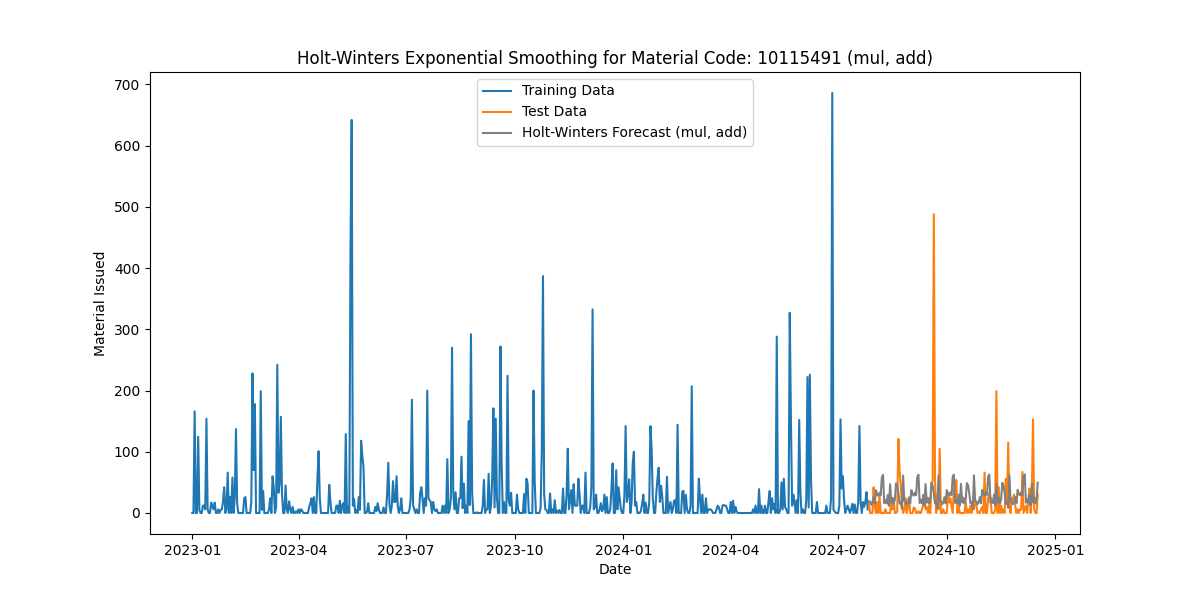 Holt-Winters Exponential Smoothing for Material Code: 10115491 (mul, add)
Training Data
Test Data
Holt-Winters Forecast (mul, add)
Material Issued
700
600
500
400
300
200
100
0
2023-01 2023-04 2023-07 2023-10 2024-01 2024-04 2024-07 2024-10 2025-01
Date